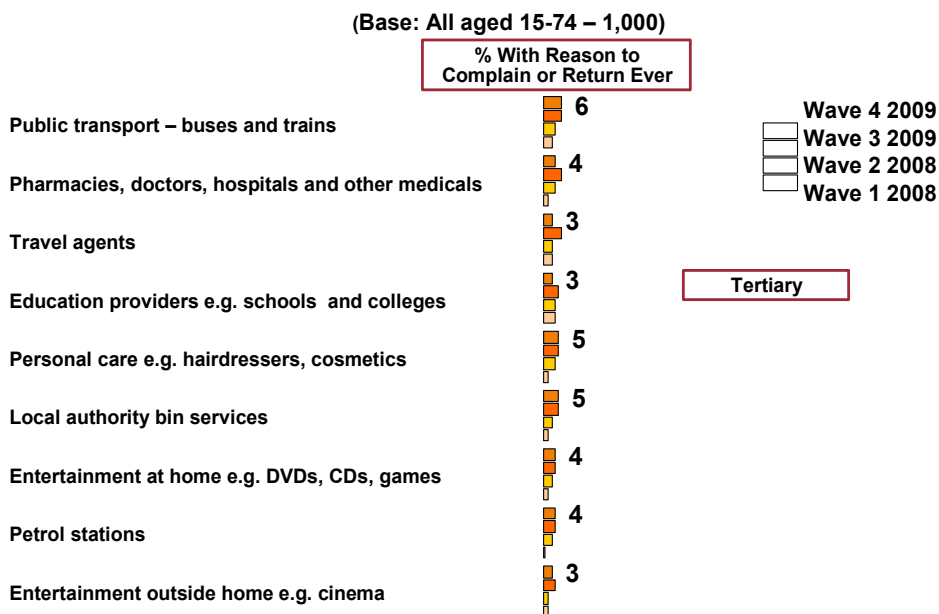 (Base: All aged 15-74 – 1,000)
% With Reason to
Complain or Return Ever
Wave 4 2009
Wave 3 2009
Wave 2 2008
Wave 1 2008
Public transport – buses and trains
6
Pharmacies, doctors, hospitals and other medicals
4
Travel agents
3
Education providers e.g. schools and colleges
3
Tertiary
Personal care e.g. hairdressers, cosmetics
5
Local authority bin services
5
Entertainment at home e.g. DVDs, CDs, games
4
Petrol stations
4
Entertainment outside home e.g. cinema
3